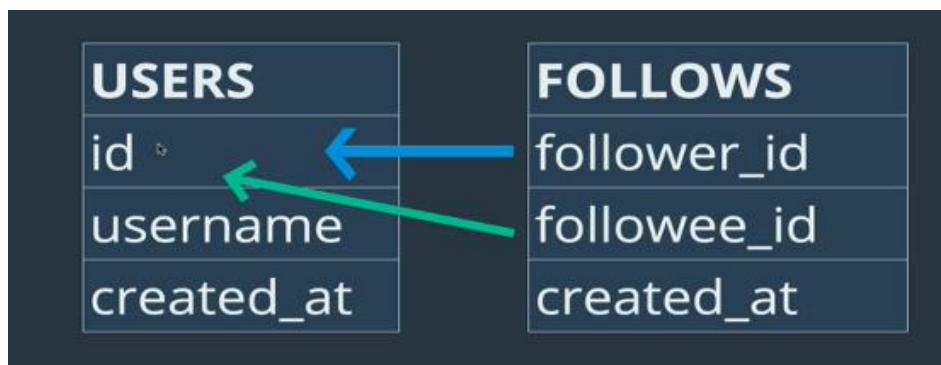 USERS
id
username
created_at
FOLLOWS
follower_id
followee_id
created_at